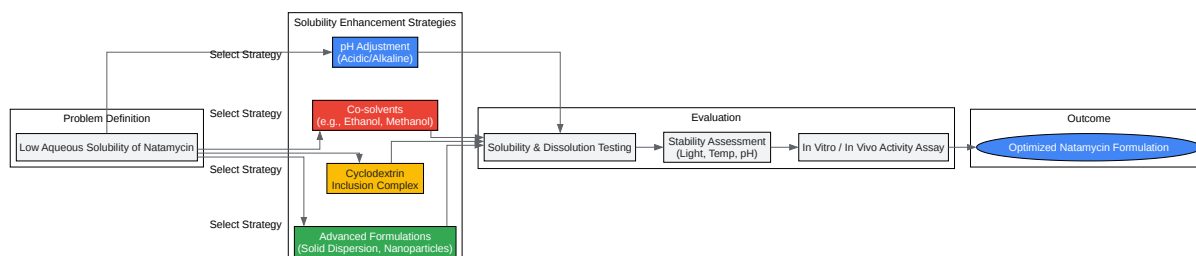 Solubility Enhancement Strategies
Select Strategy
pH Adjustment
(Acidic/Alkaline)
Select Strategy
Co-solvents
(e.g., Ethanol, Methanol)
Problem Definition
Low Aqueous Solubility of Natamycin
Select Strategy
Cyclodextrin
Inclusion Complex
Select Strategy
Advanced Formulations
(Solid Dispersion, Nanoparticles)
Evaluation
Solubility & Dissolution Testing
Stability Assessment
(Light, Temp, pH)
In Vitro / In Vivo Activity Assay
Outcome
Optimized Natamycin Formulation